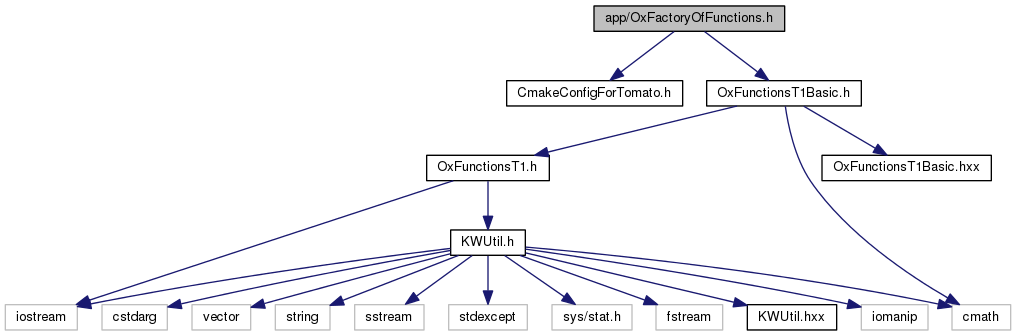 app/OxFactoryOfFunctions.h
CmakeConfigForTomato.h
OxFunctionsT1Basic.h
OxFunctionsT1.h
OxFunctionsT1Basic.hxx
KWUtil.h
iostream
cstdarg
vector
string
sstream
stdexcept
sys/stat.h
fstream
KWUtil.hxx
iomanip
cmath